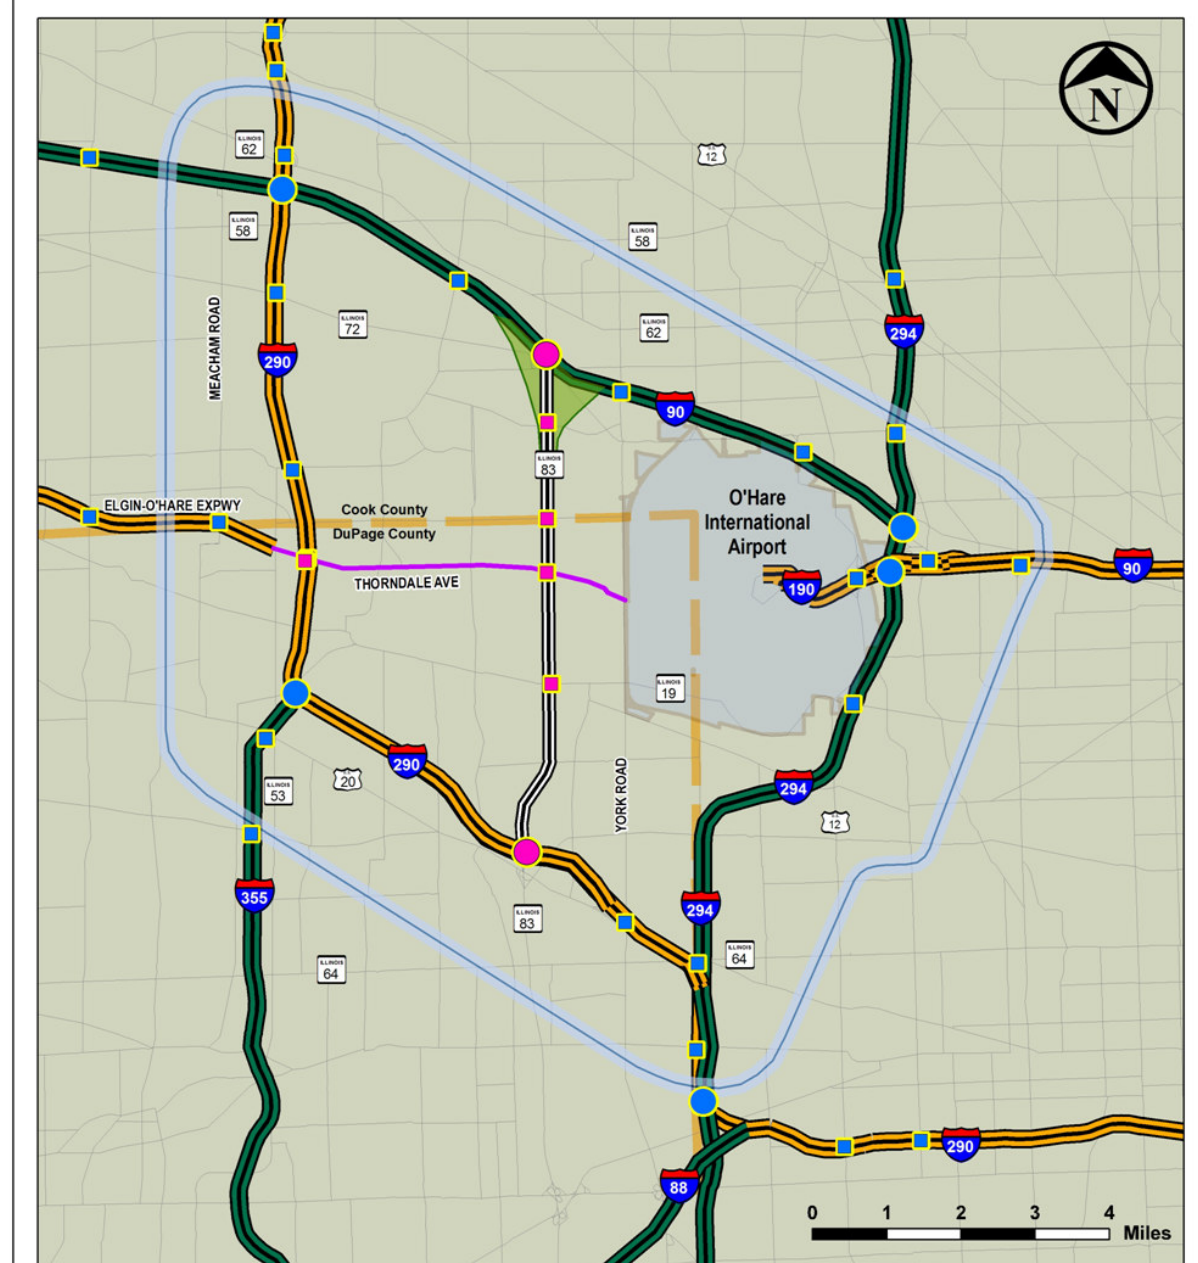 N
ILLINOIS
62
US
12
ILLINOIS
58
ILLINOIS
58
MEACHAM ROAD
ILLINOIS
72
ILLINOIS
62
294
290
90
ILLINOIS
83
ELGIN-O'HARE EXPWY
Cook County
DuPage County
O'Hare
International
Airport
90
THORNDALE AVE
190
ILLINOIS
19
290
US
20
ILLINOIS
53
YORK ROAD
294
US
12
355
294
ILLINOIS
83
ILLINOIS
64
ILLINOIS
64
290
88
0 1 2 3 4
Miles